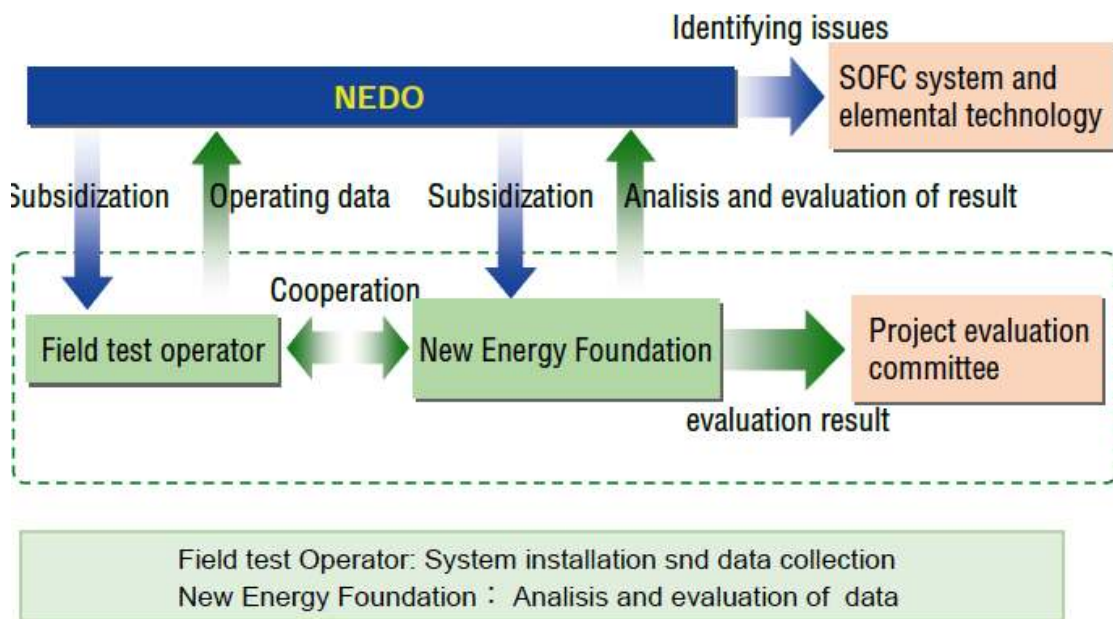 Identifying issues
NEDO
SOFC system and
elemental technology
Subsidization
Operating data
Subsidization
Analisis and evaluation of result
Cooperation
Field test operator
New Energy Foundation
Project evaluation
committee
evaluation result
Field test Operator: System installation snd data collection
New Energy Foundation： Analisis and evaluation of data